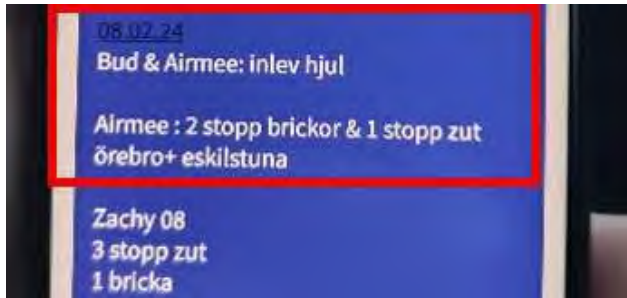 08.02.24
Bud & Airmee: inlev hjul
Airmee : 2 stopp brickor & 1 stopp zut
örebro+ eskilstuna
Zachy 08
3 stopp zut
1 bricka